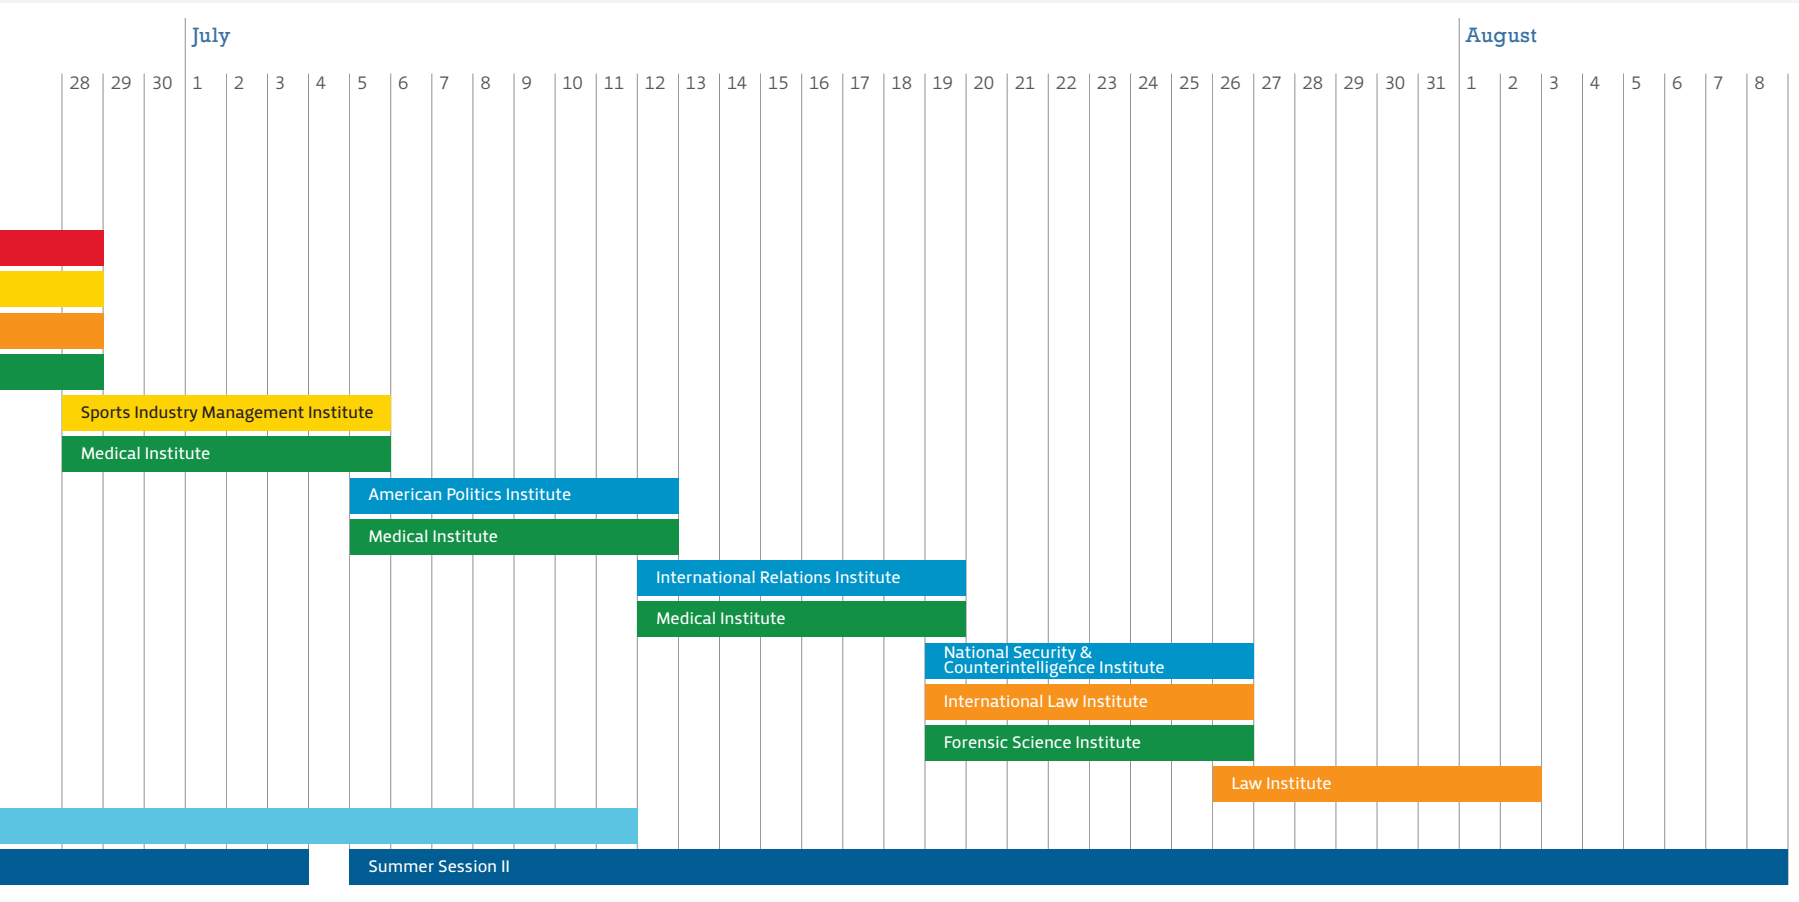 July
August
28 29 30 1 2 3 4 5 6 7 8 9 10 11 12 13 14 15 16 17 18 19 20 21 22 23 24 25 26 27 28 29 30 31 1 2 3 4 5 6 7 8
Sports Industry Management Institute
Medical Institute
American Politics Institute
Medical Institute
International Relations Institute
Medical Institute
National Security &
Counterintelligence Institute
International Law Institute
Forensic Science Institute
Law Institute
Summer Session II